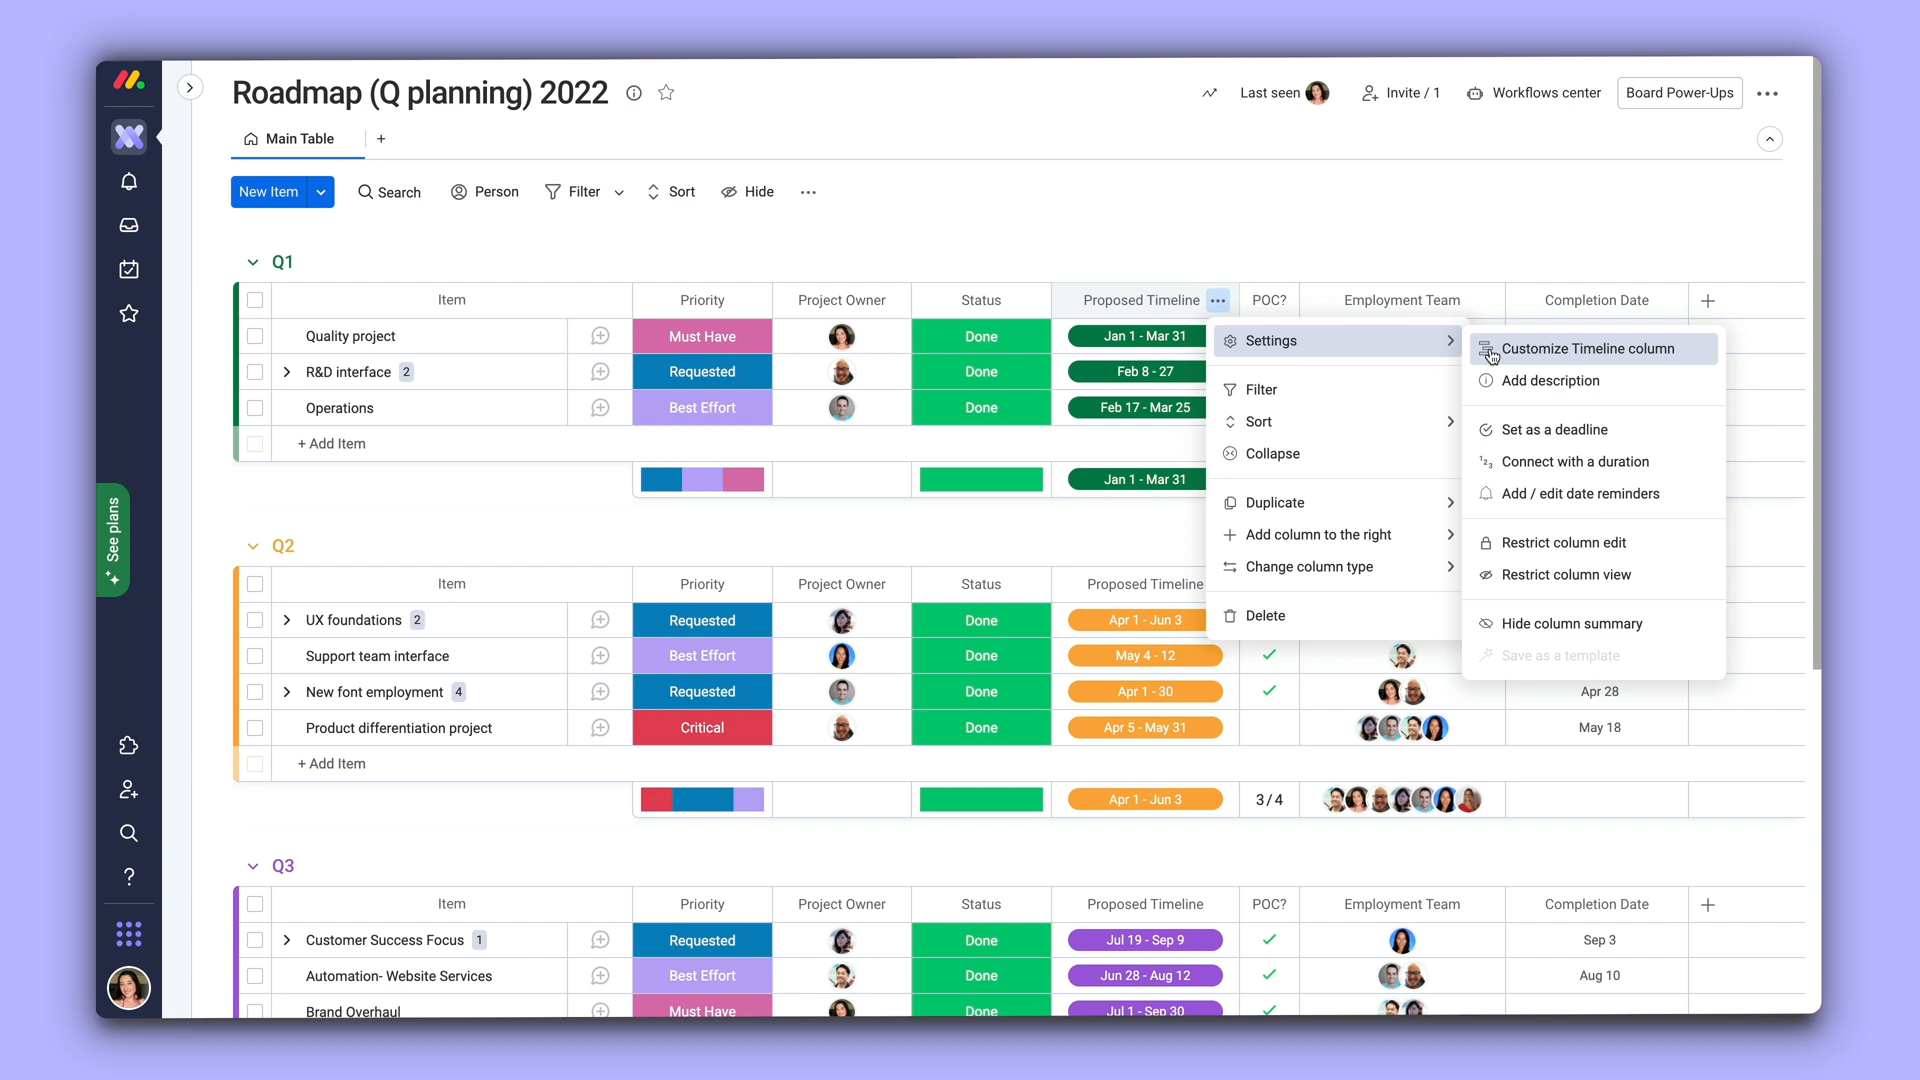 Roadmap (Q planning) 2022
Last seen
Invite / 1
Workflows center
Board Power-Ups
Main Table
New Item
Search
Person
Filter
Sort
Hide
See plans
Q1
Item Priority Project Owner Status Proposed Timeline POC? Employment Team Completion Date
Quality project Must Have Done Jan 1 - Mar 31
R&D interface 2 Requested Done Feb 8 - 27
Operations Best Effort Done Feb 17 - Mar 25
+ Add Item
Jan 1 - Mar 31
Settings
Filter
Sort
Collapse
Duplicate
Add column to the right
Change column type
Delete
Customize Timeline column
Add description
Set as a deadline
Connect with a duration
Add / edit date reminders
Restrict column edit
Restrict column view
Hide column summary
Save as a template
Q2
Item Priority Project Owner Status Proposed Timeline
UX foundations 2 Requested Done Apr 1 - Jun 3
Support team interface Best Effort Done May 4 - 12
New font employment 4 Requested Done Apr 1 - 30 Apr 28
Product differentiation project Critical Done Apr 5 - May 31 May 18
+ Add Item
Apr 1 - Jun 3 3 / 4
Q3
Item Priority Project Owner Status Proposed Timeline POC? Employment Team Completion Date
Customer Success Focus 1 Requested Done Jul 19 - Sep 9 Sep 3
Automation- Website Services Best Effort Done Jun 28 - Aug 12 Aug 10
Brand Overhaul Must Have Done Jul 1 - Sep 30